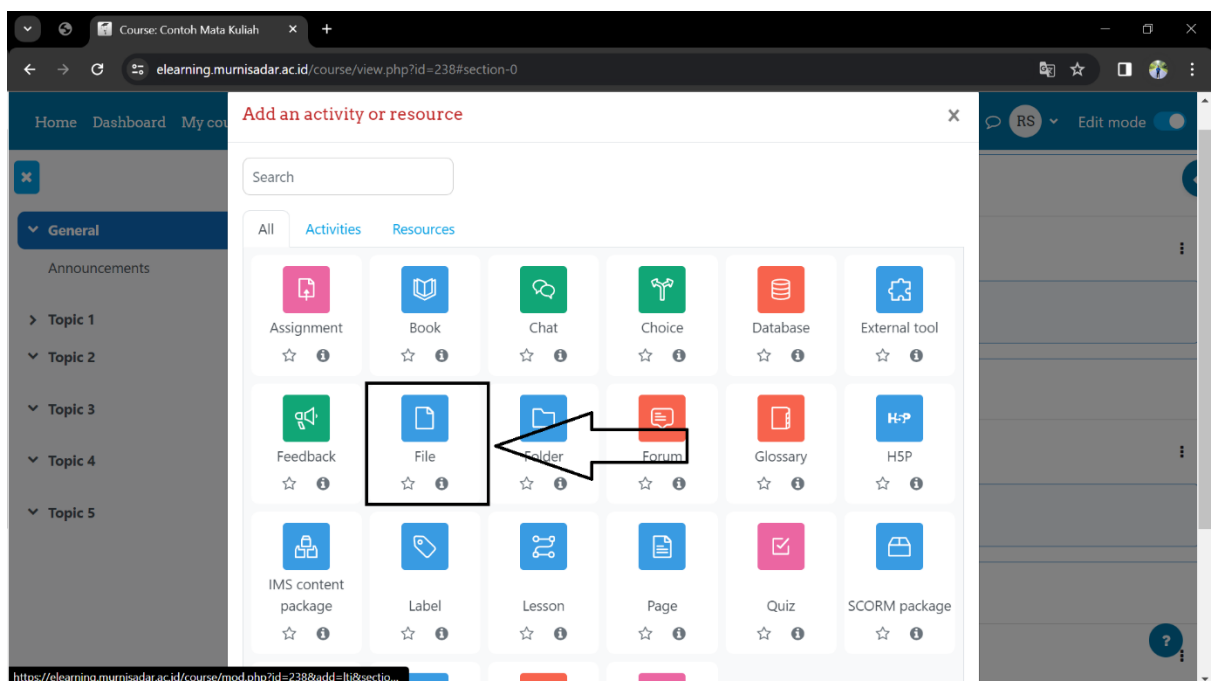 Course: Contoh Mata Kuliah
elearning.murnisadar.ac.id/course/view.php?id=238#section-0
Home Dashboard My cou
RS
Edit mode
Add an activity or resource
Search
All Activities Resources
General
Announcements
Topic 1
Topic 2
Topic 3
Topic 4
Topic 5
Assignment Book Chat Choice Database External tool
Feedback File Folder Forum Glossary H5P
H-P
IMS content
package Label Lesson Page Quiz SCORM package
?
https://elearning.murnisadar.ac.id/course/mod.php?id=238&add=lti&sectio...